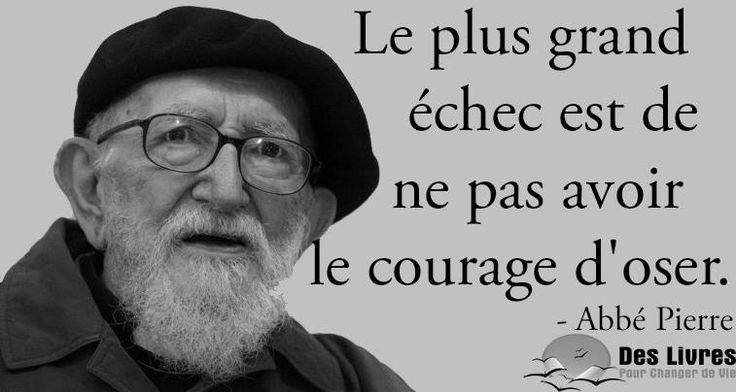 Le plus grand
échec est de
ne pas avoir
le courage d'oser.
- Abbé Pierre
Des Livres
Pour Changer de Vie